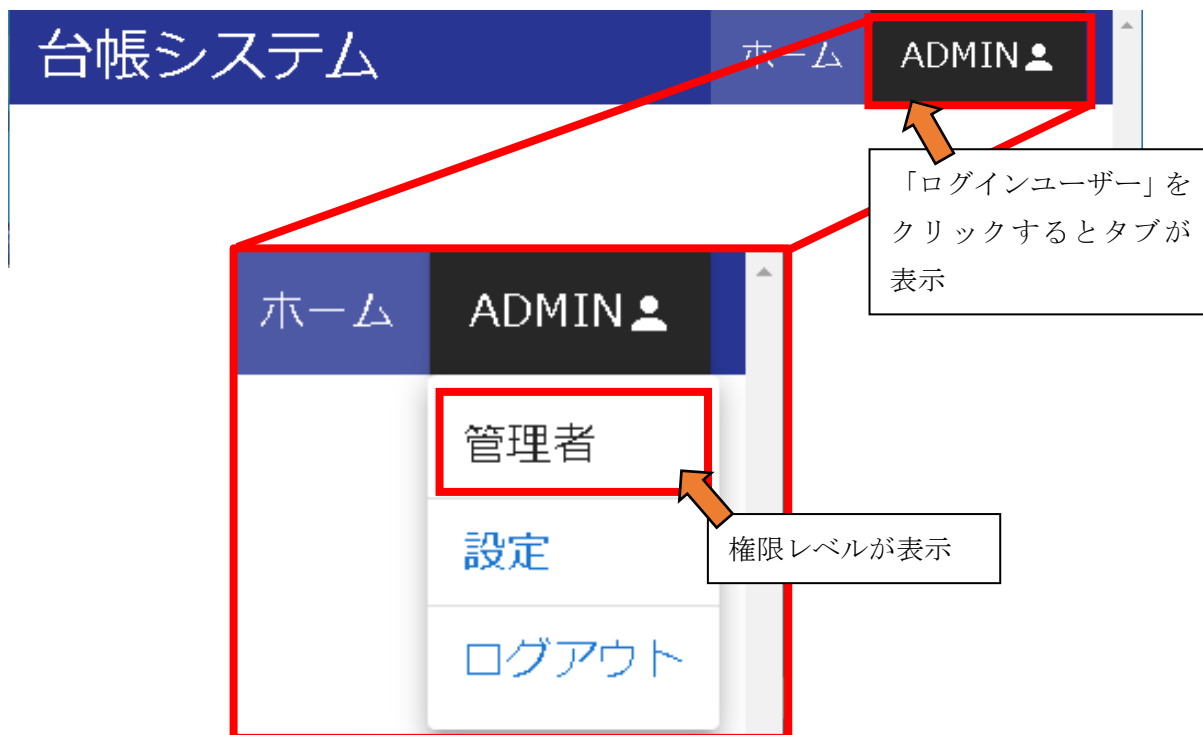 台帳システム
ホーム
ADMIN
「ログインユーザー」を
クリックするとタブが
表示
ホーム
ADMIN
管理者
権限レベルが表示
設定
ログアウト